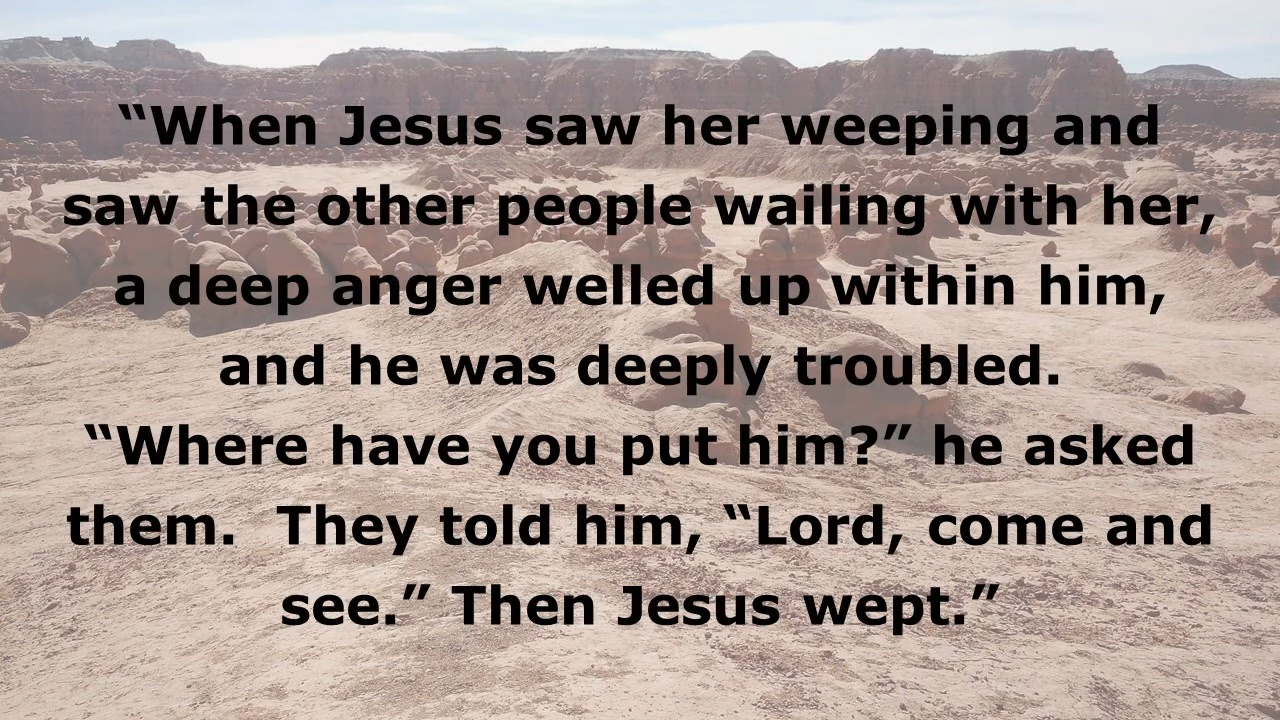 “When Jesus saw her weeping and
saw the other people wailing with her,
a deep anger welled up within him,
and he was deeply troubled.
“Where have you put him?” he asked
them.  They told him, “Lord, come and
see.” Then Jesus wept.”